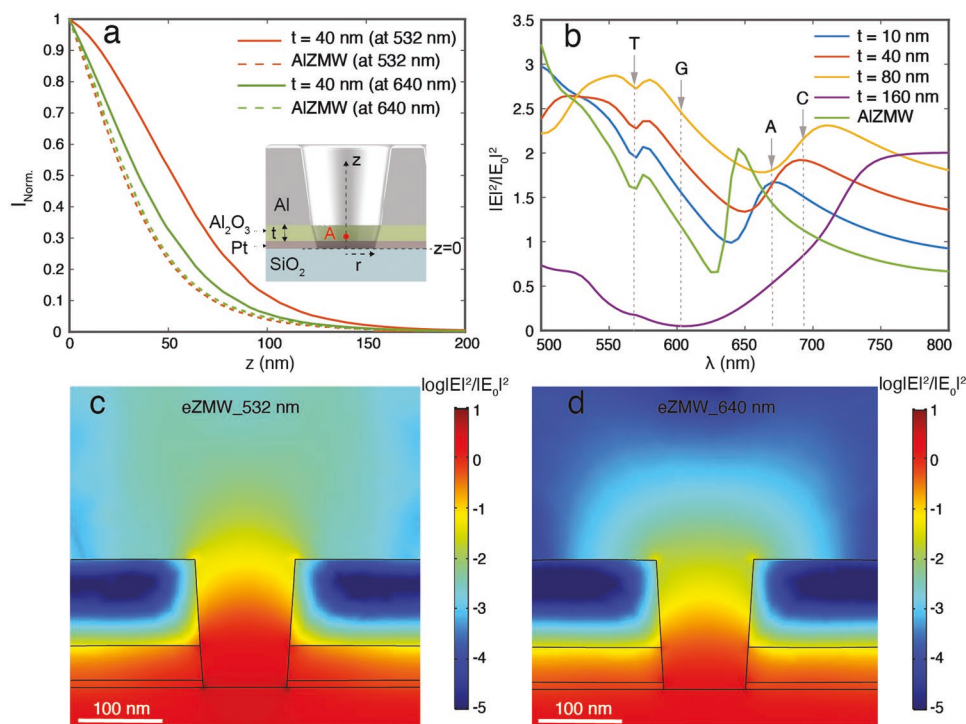 a
I_Norm.
1
0.9
0.8
0.7
0.6
0.5
0.4
0.3
0.2
0.1
0
0
50
100
150
200
z (nm)
t = 40 nm (at 532 nm)
AlZMW (at 532 nm)
t = 40 nm (at 640 nm)
AlZMW (at 640 nm)
z
Al
Al₂O₃
t
A
Pt
z=0
SiO₂
r
b
|E|²/|E₀|²
3.5
3
2.5
2
1.5
1
0.5
0
500
550
600
650
700
750
800
λ (nm)
T
G
A
C
t = 10 nm
t = 40 nm
t = 80 nm
t = 160 nm
AlZMW
c
eZMW_532 nm
100 nm
log|E|²/|E₀|²
1
0
-1
-2
-3
-4
-5
d
eZMW_640 nm
100 nm
log|E|²/|E₀|²
1
0
-1
-2
-3
-4
-5